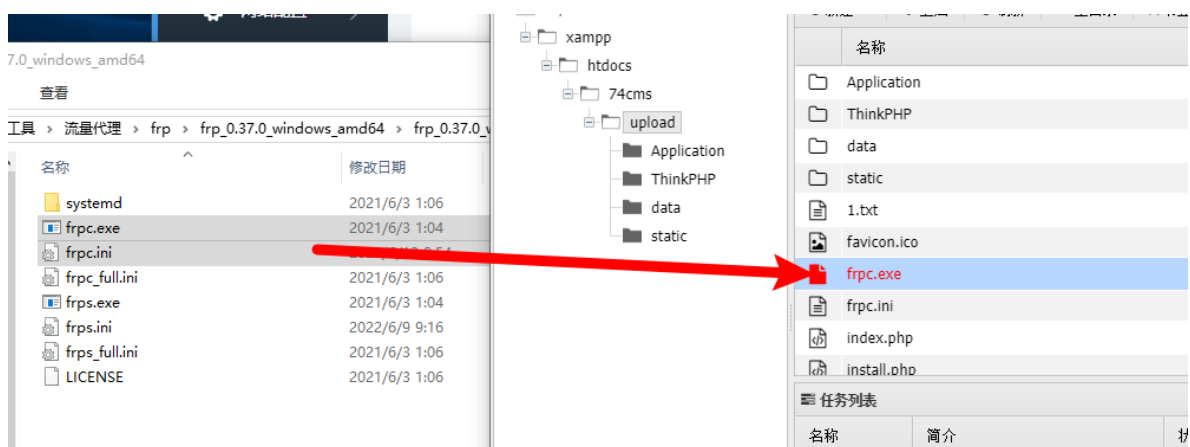 7.0_windows_amd64
查看
工具 › 流量代理 › frp › frp_0.37.0_windows_amd64 › frp_0.37.0_
名称 修改日期
systemd 2021/6/3 1:06
frpc.exe 2021/6/3 1:04
frpc.ini
frpc_full.ini 2021/6/3 1:06
frps.exe 2021/6/3 1:04
frps.ini 2022/6/9 9:16
frps_full.ini 2021/6/3 1:06
LICENSE 2021/6/3 1:06
xampp
htdocs
74cms
upload
Application
ThinkPHP
data
static
名称
Application
ThinkPHP
data
static
1.txt
favicon.ico
frpc.exe
frpc.ini
index.php
install.php
任务列表
名称 简介